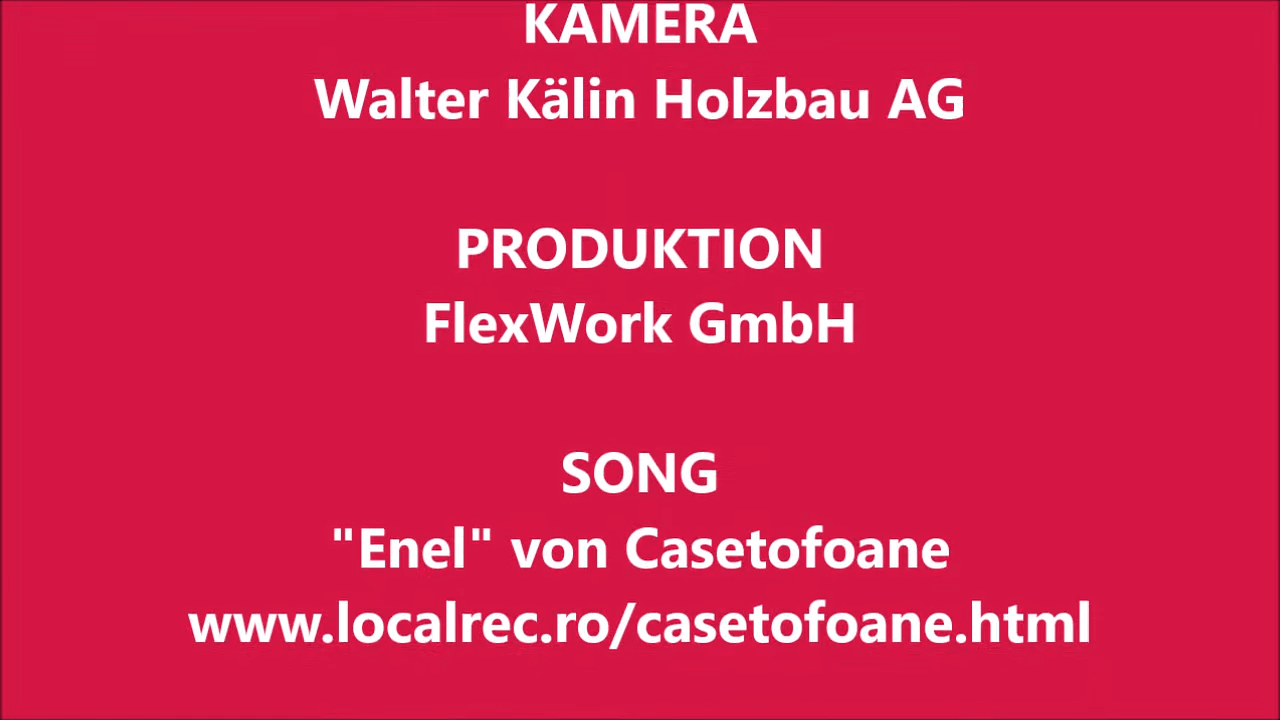 KAMERA
Walter Kälin Holzbau AG
PRODUKTION
FlexWork GmbH
SONG
"Enel" von Casetofoane
www.localrec.ro/casetofoane.html